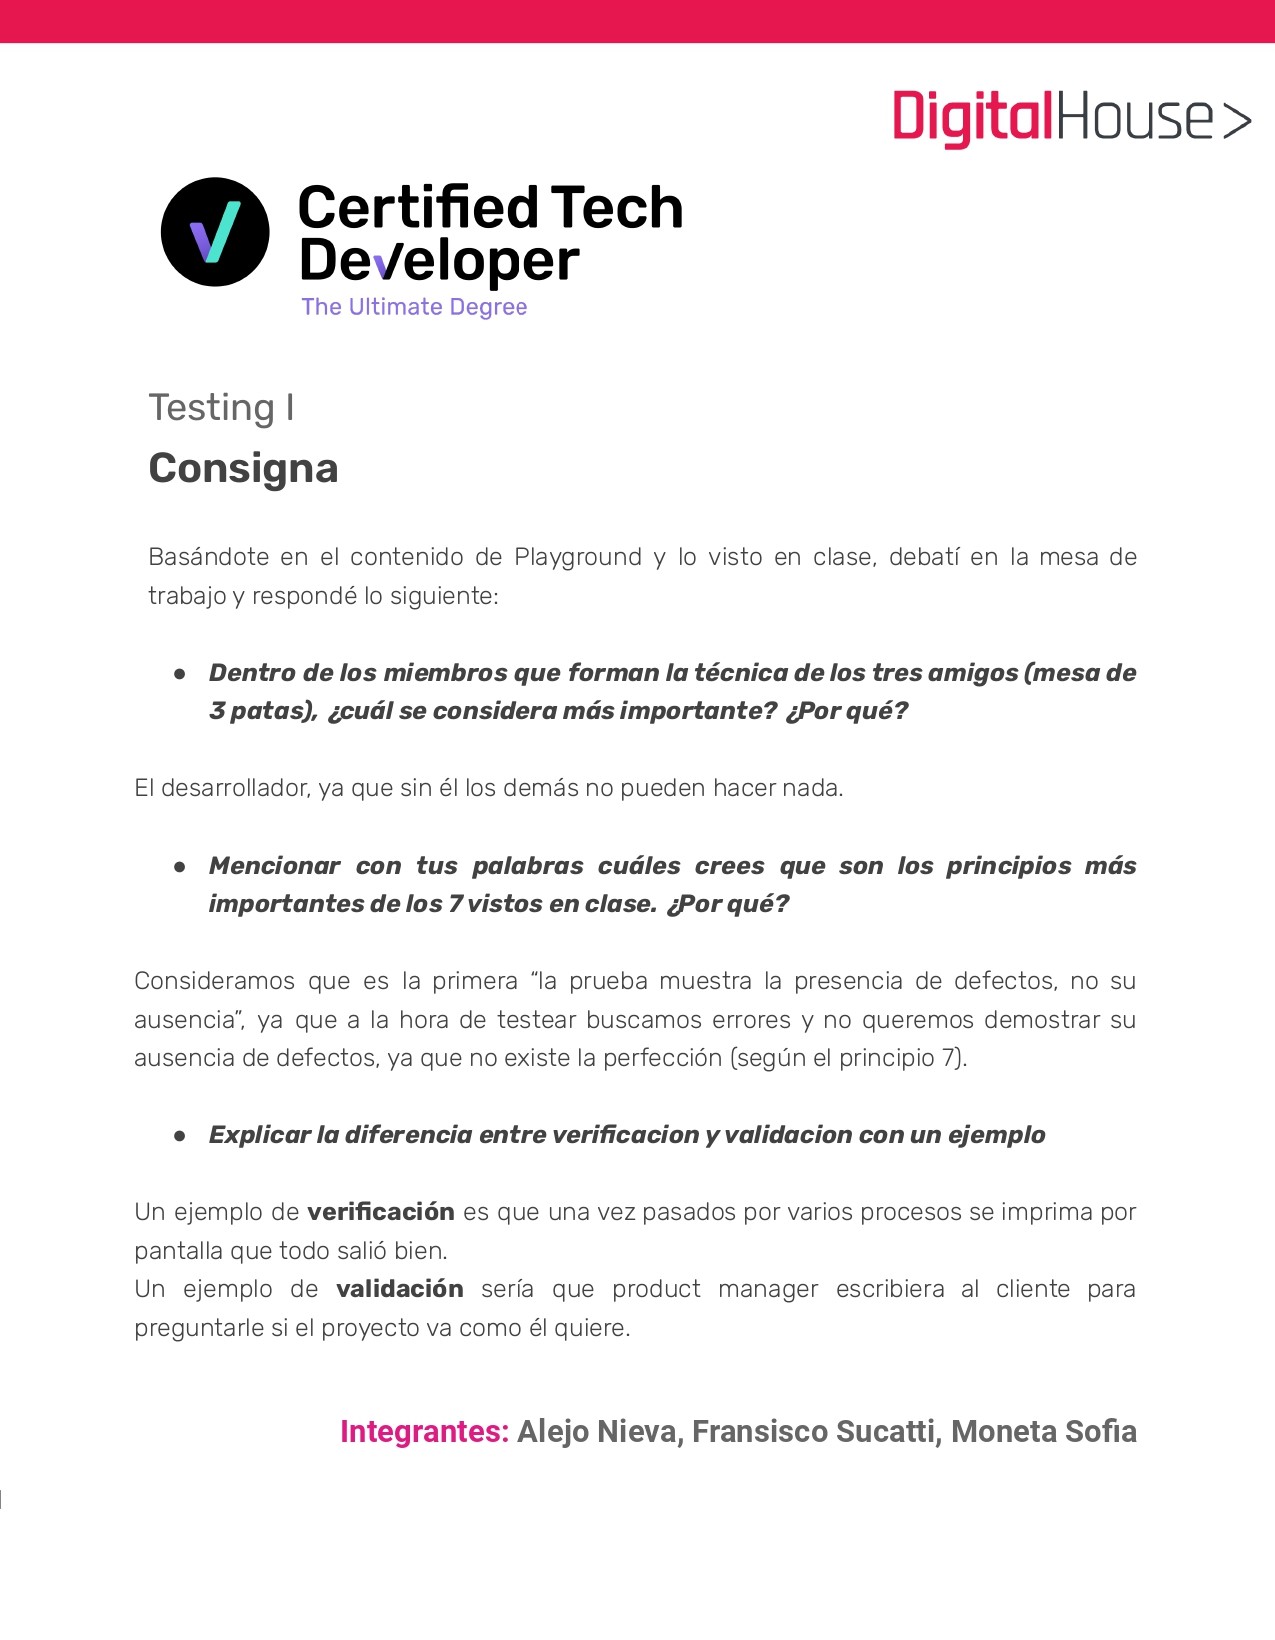 DigitalHouse>
Certified Tech
Developer
The Ultimate Degree
Testing I
Consigna
Basándote en el contenido de Playground y lo visto en clase, debatí en la mesa de
trabajo y respondé lo siguiente:
● Dentro de los miembros que forman la técnica de los tres amigos (mesa de
3 patas), ¿cuál se considera más importante? ¿Por qué?
El desarrollador, ya que sin él los demás no pueden hacer nada.
● Mencionar con tus palabras cuáles crees que son los principios más
importantes de los 7 vistos en clase. ¿Por qué?
Consideramos que es la primera “la prueba muestra la presencia de defectos, no su
ausencia”, ya que a la hora de testear buscamos errores y no queremos demostrar su
ausencia de defectos, ya que no existe la perfección (según el principio 7).
● Explicar la diferencia entre verificacion y validacion con un ejemplo
Un ejemplo de verificación es que una vez pasados por varios procesos se imprima por
pantalla que todo salió bien.
Un ejemplo de validación sería que product manager escribiera al cliente para
preguntarle si el proyecto va como él quiere.
Integrantes: Alejo Nieva, Fransisco Sucatti, Moneta Sofia